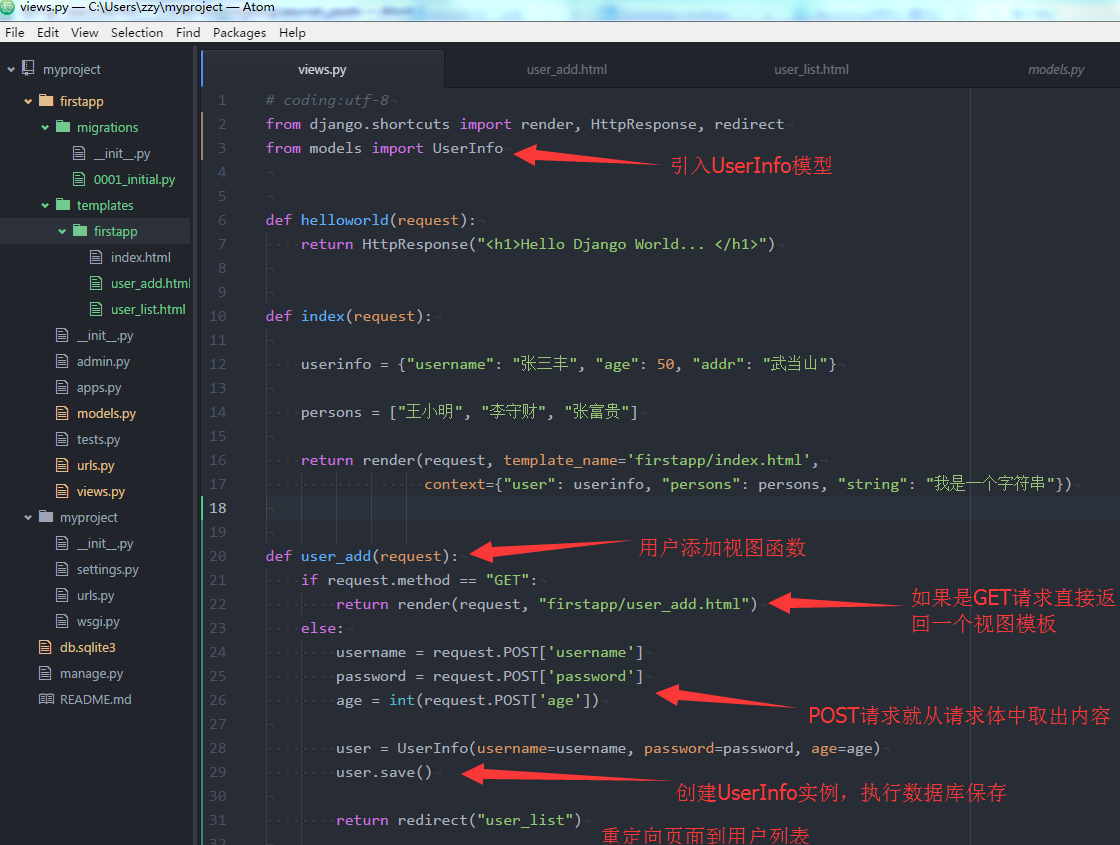 views.py — C:\Users\zzy\myproject — Atom
File Edit View Selection Find Packages Help
myproject
firstapp
migrations
__init__.py
0001_initial.py
templates
firstapp
index.html
user_add.html
user_list.html
__init__.py
admin.py
apps.py
models.py
tests.py
urls.py
views.py
myproject
__init__.py
settings.py
urls.py
wsgi.py
db.sqlite3
manage.py
README.md
views.py user_add.html user_list.html models.py
1 # coding:utf-8
2 from django.shortcuts import render, HttpResponse, redirect
3 from models import UserInfo
引入UserInfo模型
4
5
6 def helloworld(request):
7 return HttpResponse("<h1>Hello Django World... </h1>")
8
9
10 def index(request):
11
12 userinfo = {"username": "张三丰", "age": 50, "addr": "武当山"}
13
14 persons = ["王小明", "李守财", "张富贵"]
15
16 return render(request, template_name='firstapp/index.html',
17 context={"user": userinfo, "persons": persons, "string": "我是一个字符串"})
18
19
20 def user_add(request):
用户添加视图函数
21 if request.method == "GET":
22 return render(request, "firstapp/user_add.html")
如果是GET请求直接返
回一个视图模板
23 else:
24 username = request.POST['username']
25 password = request.POST['password']
26 age = int(request.POST['age'])
POST请求就从请求体中取出内容
27
28 user = UserInfo(username=username, password=password, age=age)
29 user.save()
创建UserInfo实例，执行数据库保存
30
31 return redirect("user_list")
重定向页面到用户列表
32